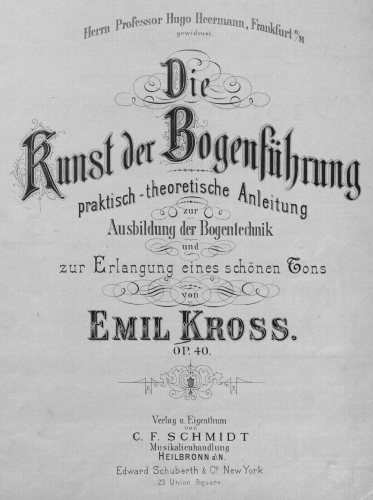 Herrn Professor Hugo Heermann, Frankfurt a/M
gewidmet.
Die
Kunst der Bogenführung
praktisch-theoretische Anleitung
zur
Ausbildung der Bogentechnik
und
zur Erlangung eines schönen Tons
von
EMIL KROSS.
OP. 40.
Verlag u. Eigenthum
von
C. F. SCHMIDT
Musikalienhandlung
HEILBRONN a/N.
Edward Schuberth & Co New York
23 Union Square.